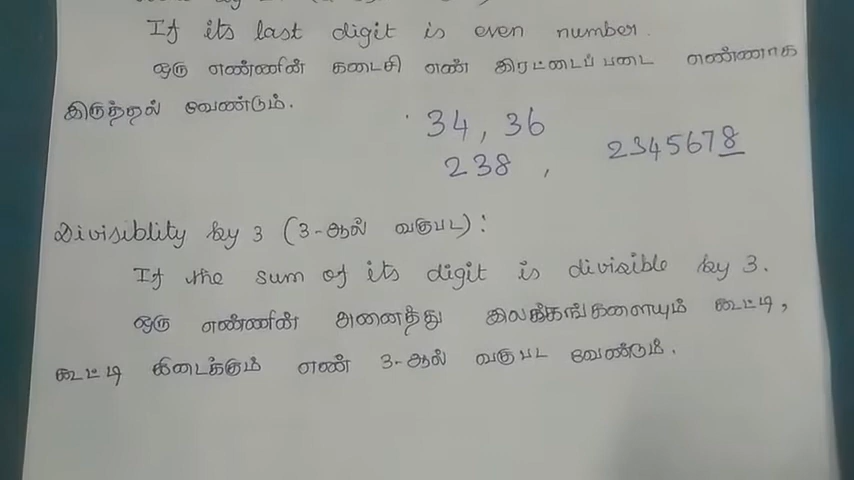 If its last digit is even number.
ஒரு எண்ணின் கடைசி எண் இரட்டைப் படை எண்ணாக
இருத்தல் வேண்டும்.
34, 36
238, 2345678
Divisiblity by 3 (3-ஆல் வகுபட):
If the sum of its digit is divisible by 3.
ஒரு எண்ணின் அனைத்து இலக்கங்களையும் கூட்டி,
கூட்டி கிடைக்கும் எண் 3-ஆல் வகுபட வேண்டும்.